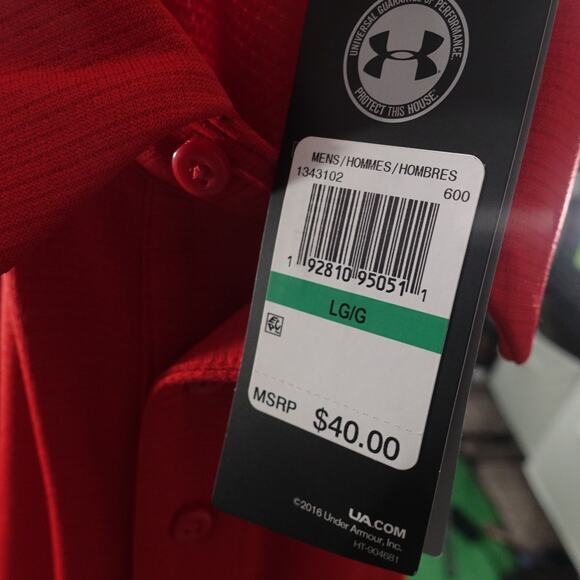 UNIVERSAL GUARANTEE OF PERFORMANCE.
PROTECT THIS HOUSE.
MENS/HOMMES/HOMBRES
1343102 600
1 92810 95051 1
LG/G
MSRP $40.00
UA.COM
©2016 Under Armour, Inc.
HT-904681